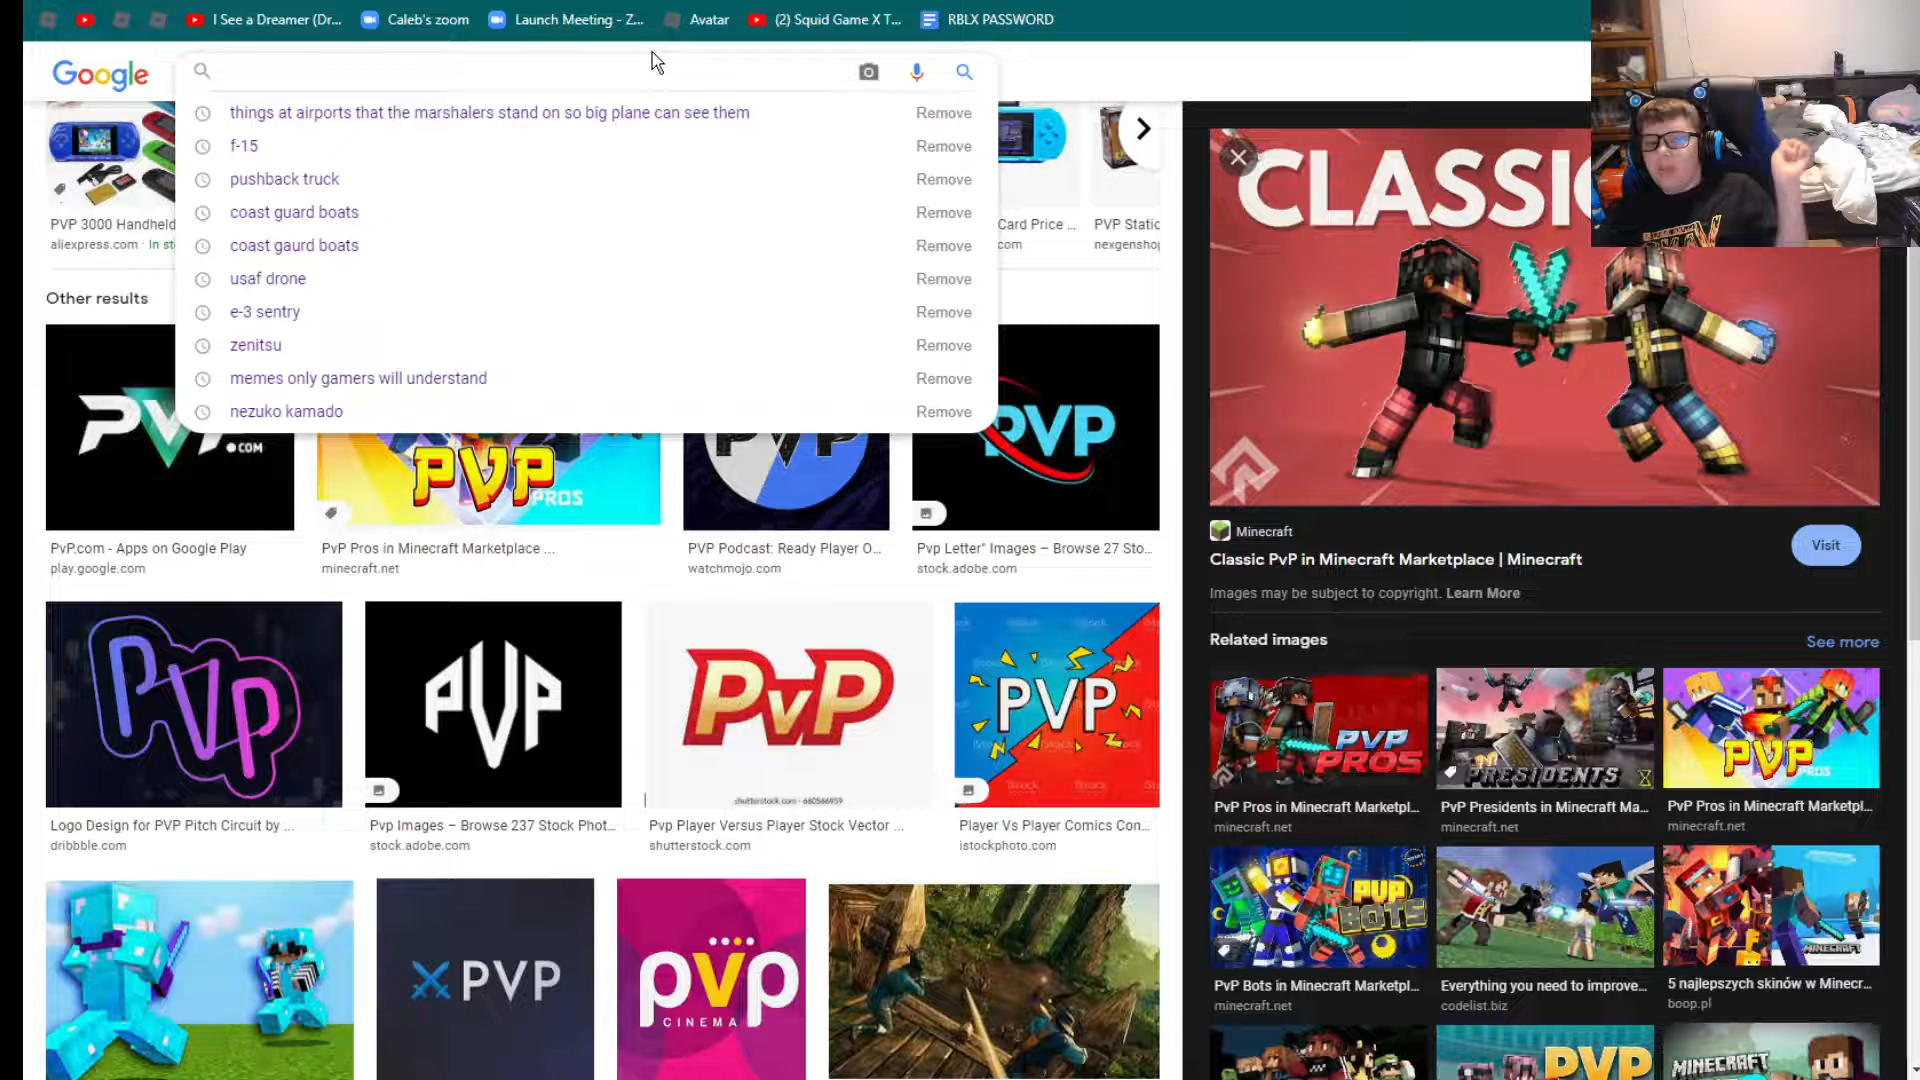 I See a Dreamer (Dr...
Caleb's zoom
Launch Meeting - Z...
Avatar
(2) Squid Game X T...
RBLX PASSWORD
Google
things at airports that the marshalers stand on so big plane can see them
Remove
f-15
Remove
pushback truck
Remove
coast guard boats
Remove
coast gaurd boats
Remove
usaf drone
Remove
e-3 sentry
Remove
zenitsu
Remove
memes only gamers will understand
Remove
nezuko kamado
Remove
PVP 3000 Handheld
aliexpress.com · In st
Card Price ...
com
PVP Static
nexgenshop
Other results
PVP
.COM
PVP
PROS
PVP
PvP.com - Apps on Google Play
play.google.com
PvP Pros in Minecraft Marketplace ...
minecraft.net
PVP Podcast: Ready Player O...
watchmojo.com
Pvp Letter" Images – Browse 27 Sto...
stock.adobe.com
PVP
PVP
PvP
shutterstock.com · 660566959
PVP
iStock
Logo Design for PVP Pitch Circuit by ...
dribbble.com
Pvp Images – Browse 237 Stock Phot...
stock.adobe.com
Pvp Player Versus Player Stock Vector ...
shutterstock.com
Player Vs Player Comics Con...
istockphoto.com
PVP
pvp
CINEMA
CLASSIC
Minecraft
Classic PvP in Minecraft Marketplace | Minecraft
Visit
Images may be subject to copyright. Learn More
Related images
See more
PVP
PROS
PRESIDENTS
PVP
PROS
PvP Pros in Minecraft Marketpl...
minecraft.net
PvP Presidents in Minecraft Ma...
minecraft.net
PvP Pros in Minecraft Marketpl...
minecraft.net
PVP
BOTS
MINECRAFT
PvP Bots in Minecraft Marketpl...
minecraft.net
Everything you need to improve...
codelist.biz
5 najlepszych skinów w Minecr...
boop.pl
PVP
MINECRAFT